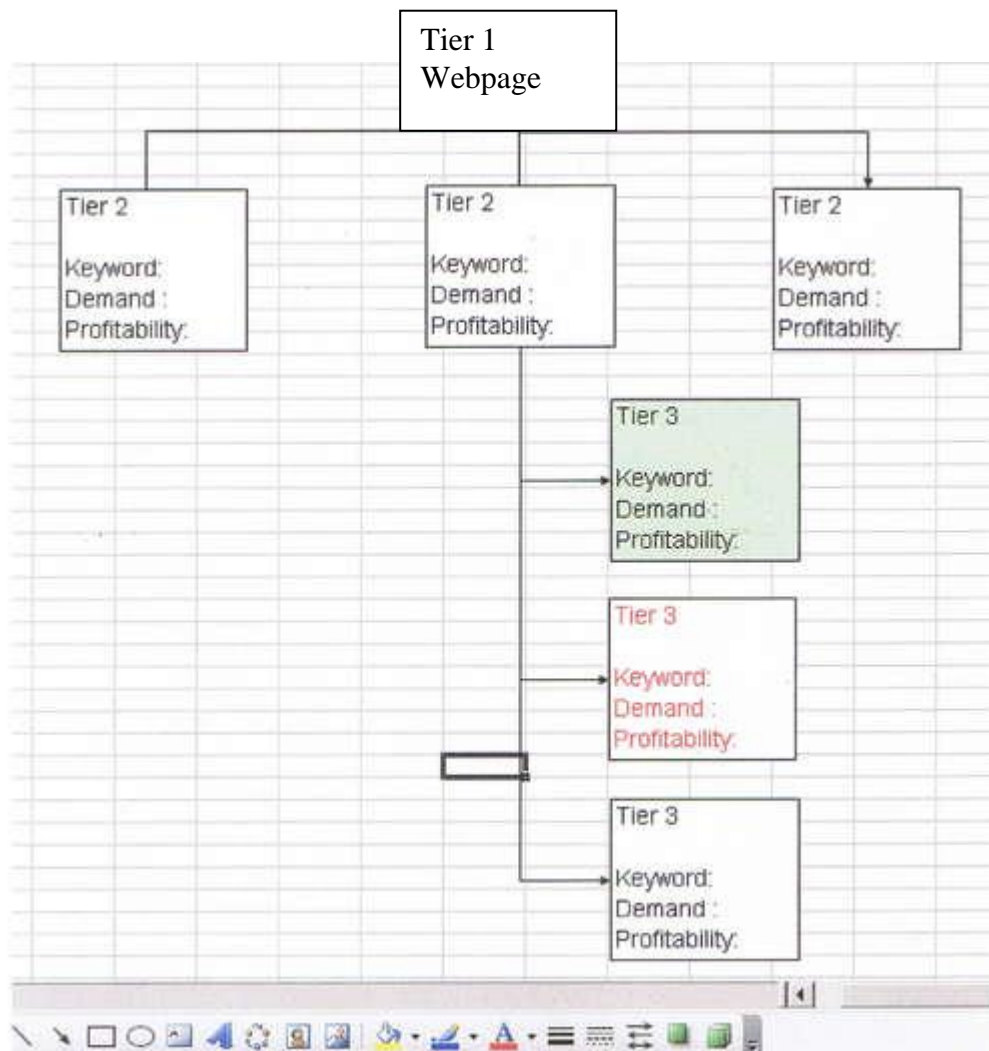 Tier 1
Webpage
Tier 2
Keyword:
Demand :
Profitability:
Tier 2
Keyword:
Demand :
Profitability:
Tier 2
Keyword:
Demand :
Profitability:
Tier 3
Keyword:
Demand :
Profitability:
Tier 3
Keyword:
Demand :
Profitability:
Tier 3
Keyword:
Demand :
Profitability: